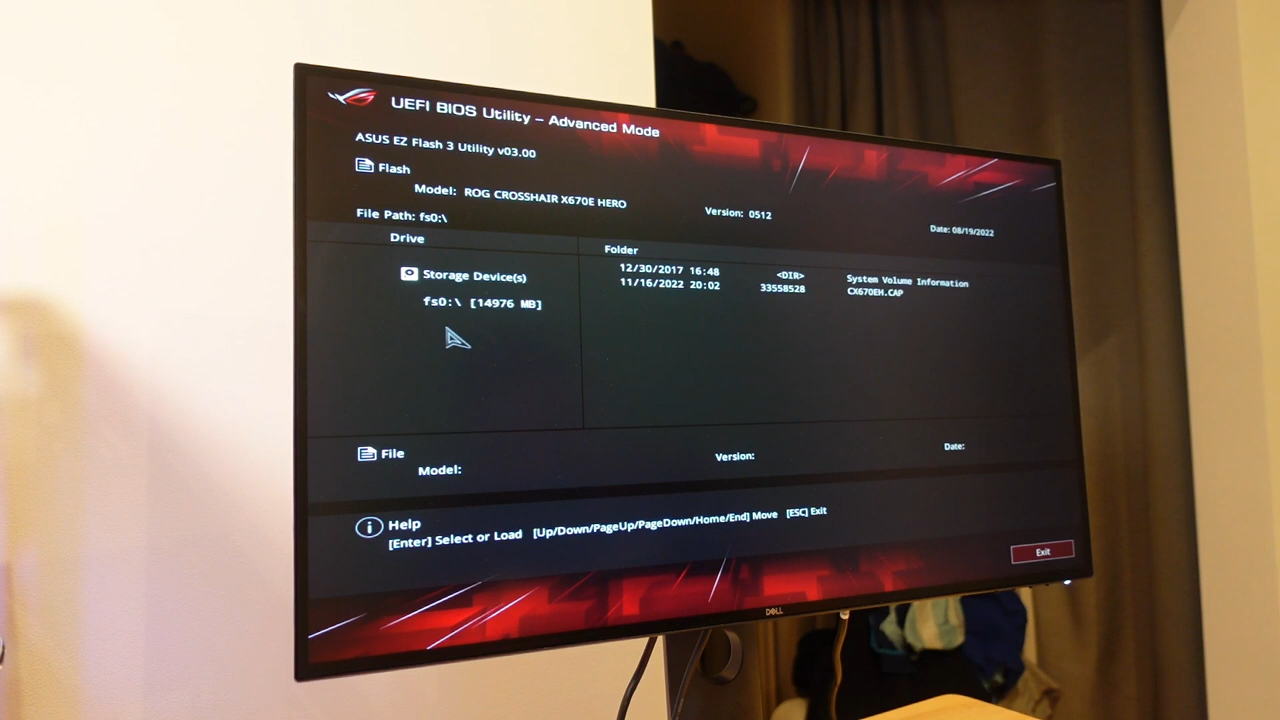 UEFI BIOS Utility – Advanced Mode
ASUS EZ Flash 3 Utility v03.00
Flash
Model: ROG CROSSHAIR X670E HERO Version: 0512 Date: 08/19/2022
File Path: fs0:\
Drive Folder
12/30/2017 16:48 <DIR> System Volume Information
Storage Device(s) 11/16/2022 20:02 33558528 CX670EH.CAP
fs0:\ [14976 MB]
File
Model: Version: Date:
Help
[Enter] Select or Load [Up/Down/PageUp/PageDown/Home/End] Move [ESC] Exit
Exit
DELL